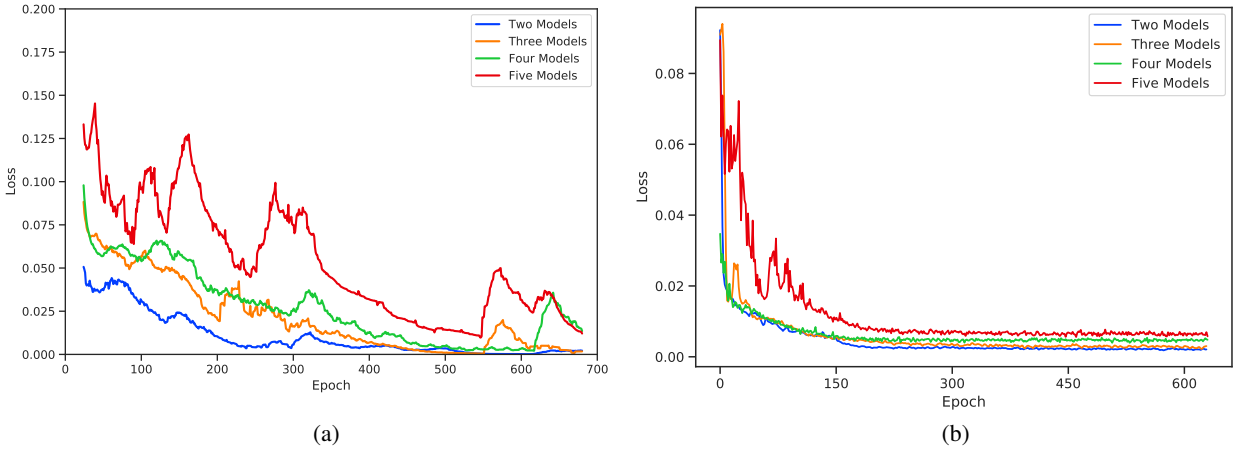 0.200
0.175
0.150
0.125
0.100
0.075
0.050
0.025
0.000
Loss
0 100 200 300 400 500 600 700
Epoch
Two Models
Three Models
Four Models
Five Models
(a)
0.08
0.06
0.04
0.02
0.00
Loss
0 150 300 450 600
Epoch
Two Models
Three Models
Four Models
Five Models
(b)